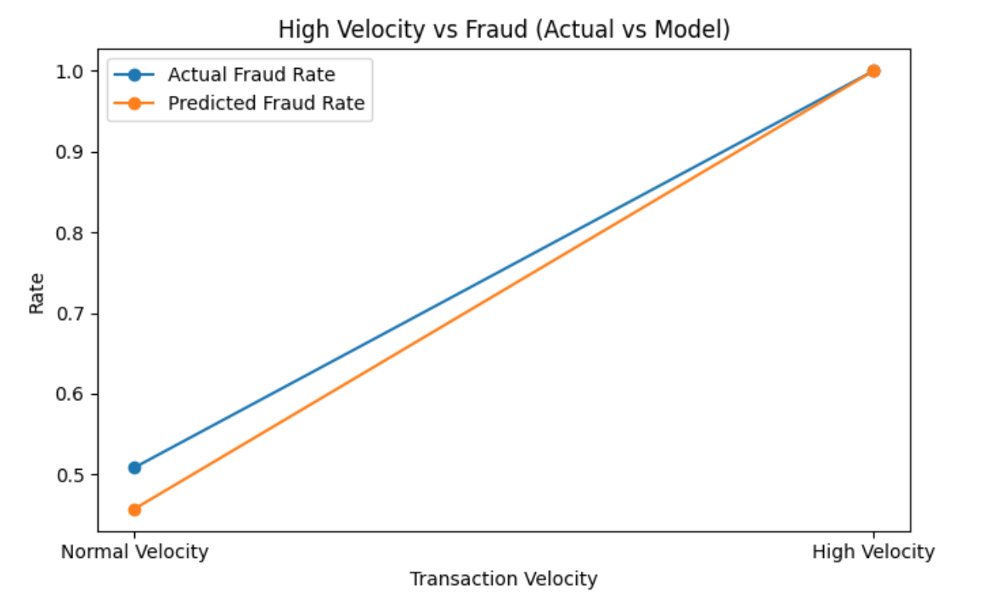 High Velocity vs Fraud (Actual vs Model)
Actual Fraud Rate
Predicted Fraud Rate
1.0
0.9
0.8
0.7
0.6
0.5
Rate
Normal Velocity
High Velocity
Transaction Velocity